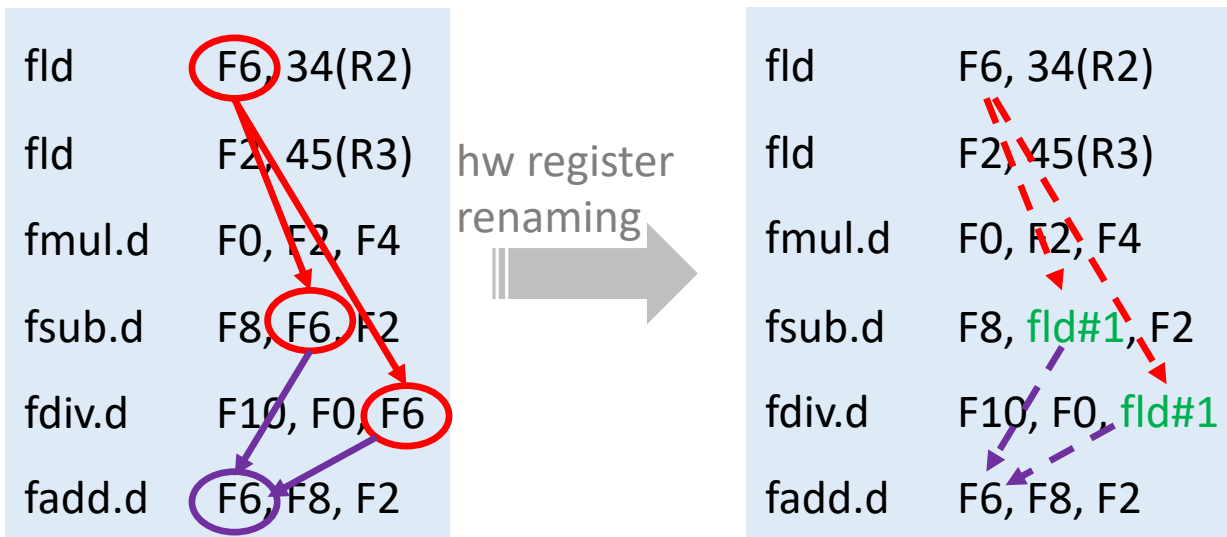 fld F6, 34(R2)
fld F2, 45(R3)
fmul.d F0, F2, F4
fsub.d F8, F6, F2
fdiv.d F10, F0, F6
fadd.d F6, F8, F2
hw register
renaming
fld F6, 34(R2)
fld F2, 45(R3)
fmul.d F0, F2, F4
fsub.d F8, fld#1, F2
fdiv.d F10, F0, fld#1
fadd.d F6, F8, F2